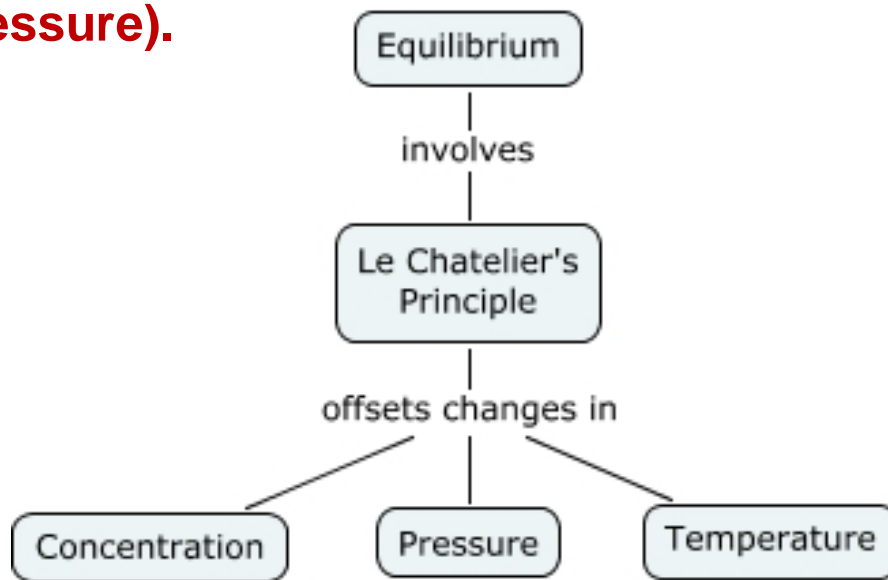 essure).
Equilibrium
involves
Le Chatelier's
Principle
offsets changes in
Concentration
Pressure
Temperature